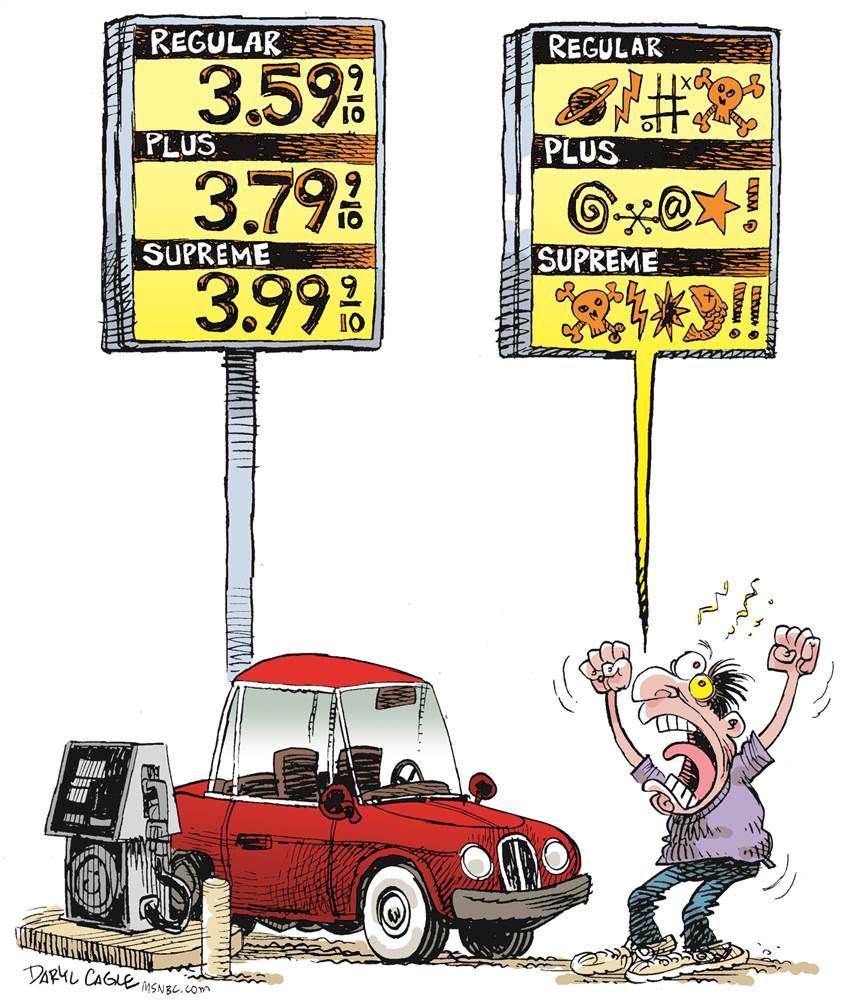 REGULAR
3.59 9/10
PLUS
3.79 9/10
SUPREME
3.99 9/10
REGULAR
#
PLUS
*@★!
SUPREME
!!
DARYL CAGLE
MSNBC.com